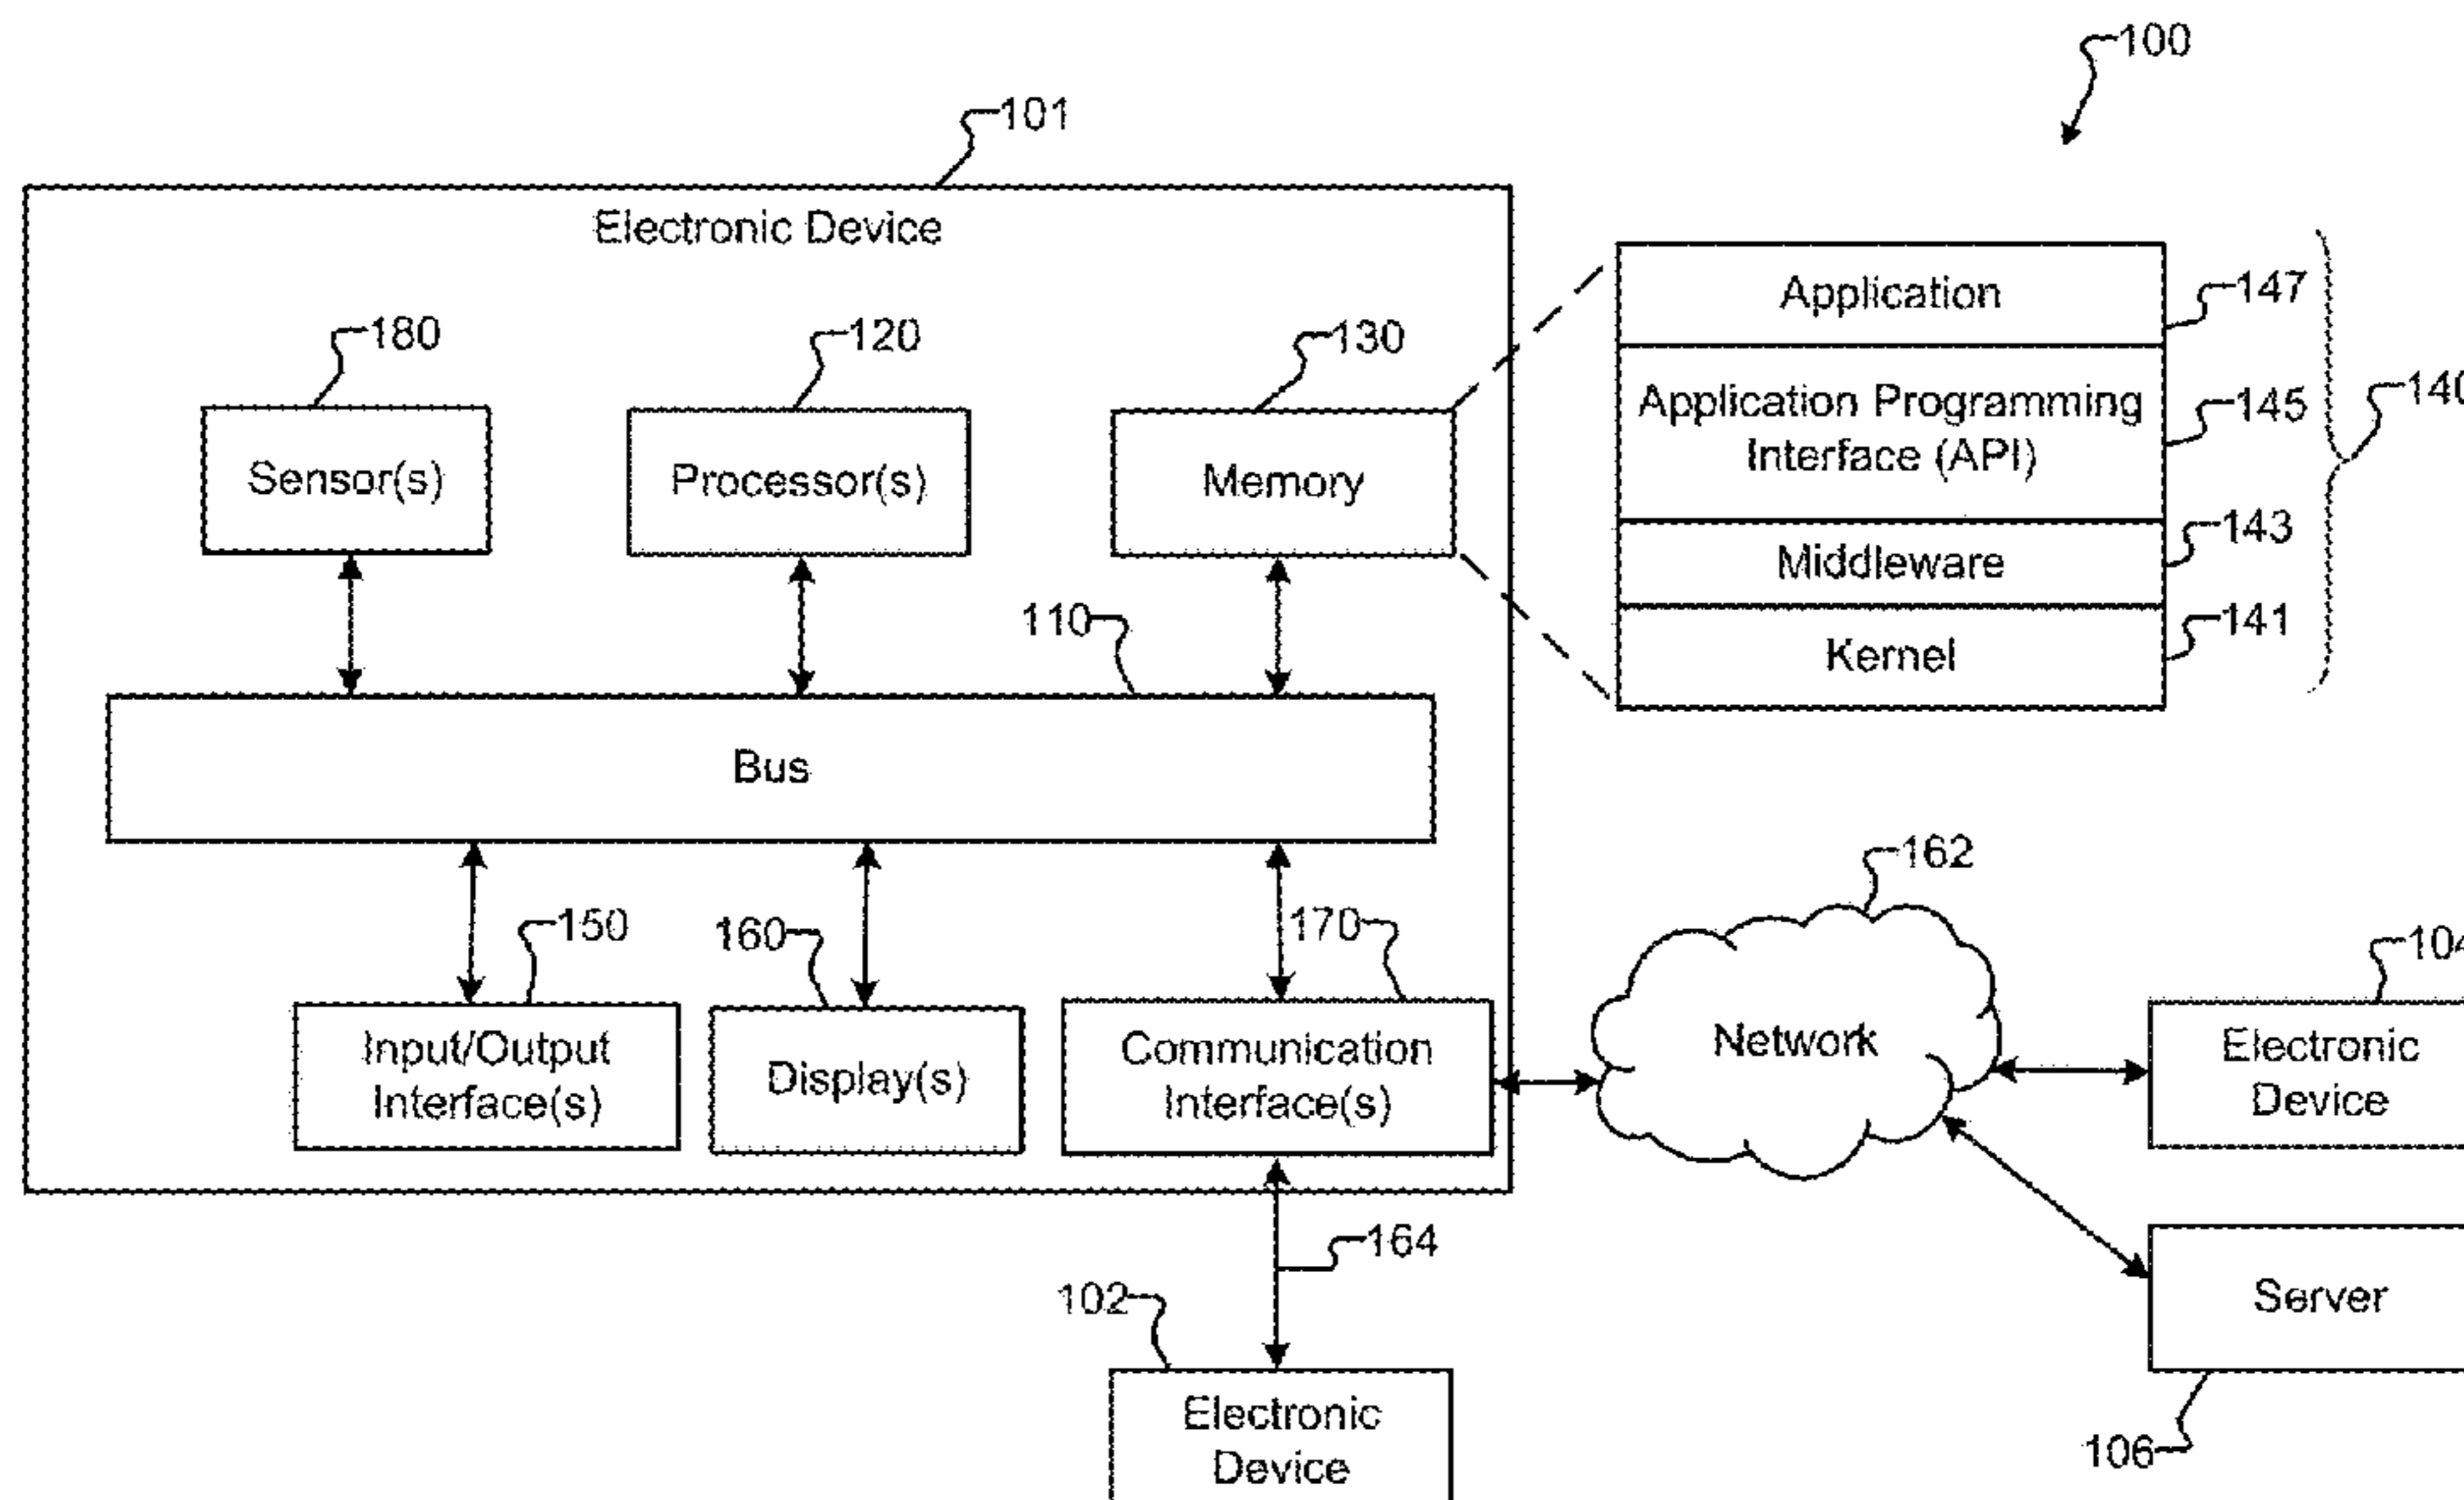 100
101
Electronic Device
Application
147
180
120
130
Application Programming
Interface (API)
145
140
Sensor(s)
Processor(s)
Memory
Middleware
143
110
Kernel
141
Bus
162
150
160
170
104
Input/Output
Interface(s)
Display(s)
Communication
Interface(s)
Network
Electronic
Device
164
102
Server
Electronic
Device
106